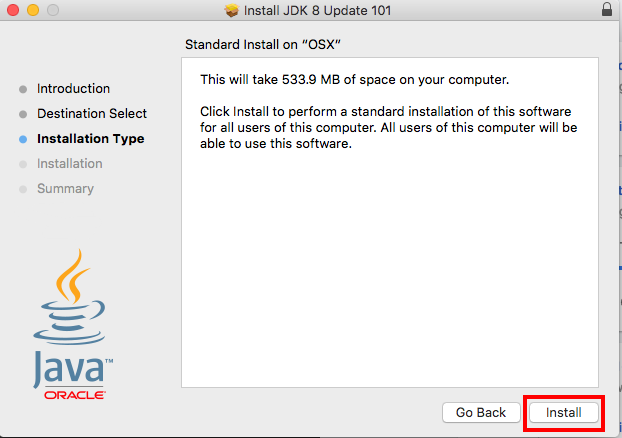 Install JDK 8 Update 101
Standard Install on “OSX”
Introduction
Destination Select
Installation Type
Installation
Summary
This will take 533.9 MB of space on your computer.
Click Install to perform a standard installation of this software
for all users of this computer. All users of this computer will be
able to use this software.
Java™
ORACLE®
Go Back
Install